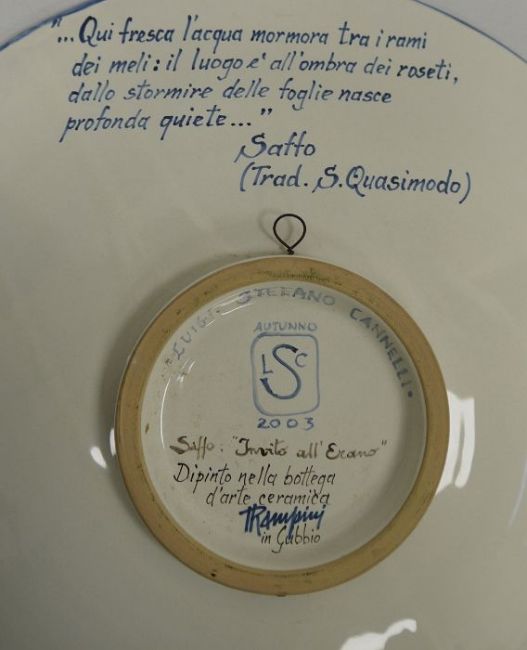 "... Qui fresca l'acqua mormora tra i rami
dei meli: il luogo è all'ombra dei roseti,
dallo stormire delle foglie nasce
profonda quiete..."
Saffo
(Trad. S. Quasimodo)
•LUIGI STEFANO CANNELLI•
AUTUNNO
LSC
2003
Saffo: "Invito all'Erano"
Dipinto nella bottega
d'arte ceramica
Rampini
in Gubbio